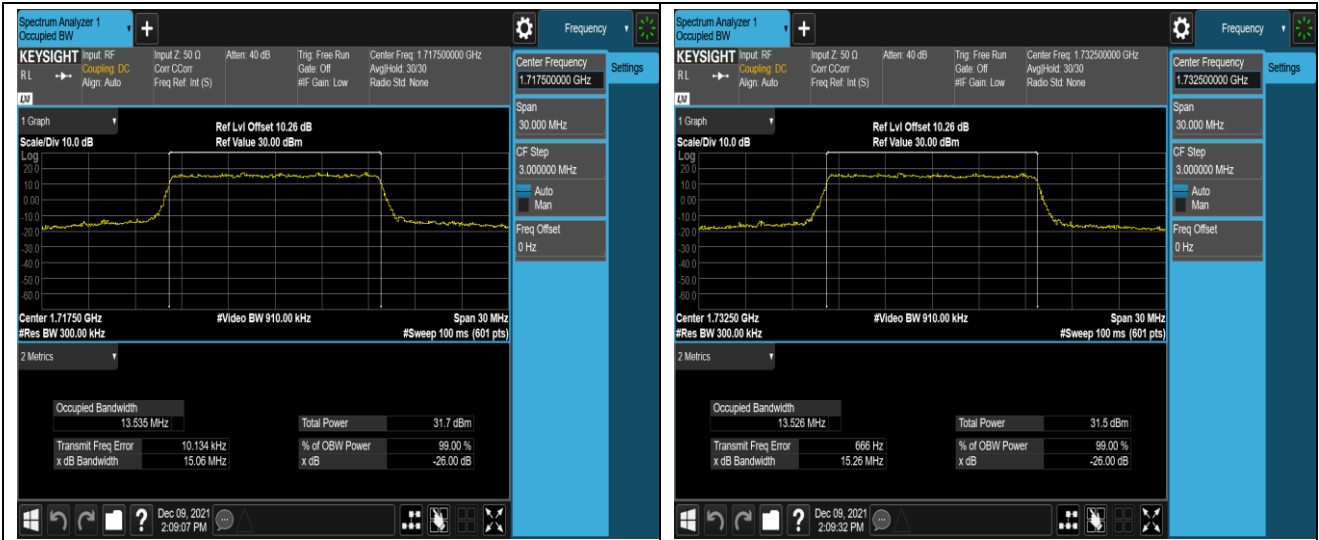 Spectrum Analyzer 1
Occupied BW
+
Frequency
KEYSIGHT
Input: RF
Coupling: DC
Align: Auto
Input Z: 50 Ω
Corr CCorr
Freq Ref: Int (S)
Atten: 40 dB
Trig: Free Run
Gate: Off
#IF Gain: Low
Center Freq: 1.717500000 GHz
Avg|Hold: 30/30
Radio Std: None
RL
LXI
Center Frequency
1.717500000 GHz
Settings
Span
30.000 MHz
CF Step
3.000000 MHz
Auto
Man
Freq Offset
0 Hz
1 Graph
Ref Lvl Offset 10.26 dB
Scale/Div 10.0 dB
Ref Value 30.00 dBm
Log
20.0
10.0
0.00
-10.0
-20.0
-30.0
-40.0
-50.0
-60.0
Center 1.71750 GHz
#Video BW 910.00 kHz
Span 30 MHz
#Res BW 300.00 kHz
#Sweep 100 ms (601 pts)
2 Metrics
Occupied Bandwidth
13.535 MHz
Total Power 31.7 dBm
Transmit Freq Error 10.134 kHz
% of OBW Power 99.00 %
x dB Bandwidth 15.06 MHz
x dB -26.00 dB
?
Dec 09, 2021
2:09:07 PM
Spectrum Analyzer 1
Occupied BW
+
Frequency
KEYSIGHT
Input: RF
Coupling: DC
Align: Auto
Input Z: 50 Ω
Corr CCorr
Freq Ref: Int (S)
Atten: 40 dB
Trig: Free Run
Gate: Off
#IF Gain: Low
Center Freq: 1.732500000 GHz
Avg|Hold: 30/30
Radio Std: None
RL
LXI
Center Frequency
1.732500000 GHz
Settings
Span
30.000 MHz
CF Step
3.000000 MHz
Auto
Man
Freq Offset
0 Hz
1 Graph
Ref Lvl Offset 10.26 dB
Scale/Div 10.0 dB
Ref Value 30.00 dBm
Log
20.0
10.0
0.00
-10.0
-20.0
-30.0
-40.0
-50.0
-60.0
Center 1.73250 GHz
#Video BW 910.00 kHz
Span 30 MHz
#Res BW 300.00 kHz
#Sweep 100 ms (601 pts)
2 Metrics
Occupied Bandwidth
13.526 MHz
Total Power 31.5 dBm
Transmit Freq Error 666 Hz
% of OBW Power 99.00 %
x dB Bandwidth 15.26 MHz
x dB -26.00 dB
?
Dec 09, 2021
2:09:32 PM